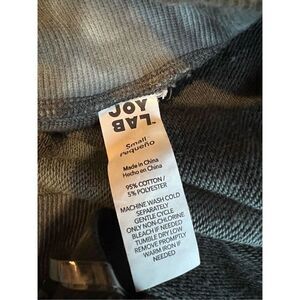 JOY
LAB™
Small
Pequeño
Made in China
Hecho en China
95% COTTON /
5% POLYESTER
MACHINE WASH COLD
SEPARATELY
GENTLE CYCLE
ONLY NON-CHLORINE
BLEACH IF NEEDED
TUMBLE DRY LOW
REMOVE PROMPTLY
WARM IRON IF
NEEDED